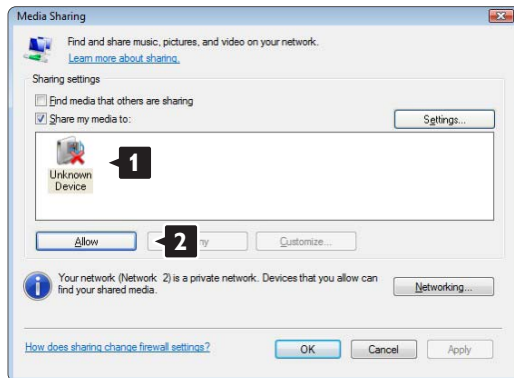 Media Sharing
Find and share music, pictures, and video on your network.
Learn more about sharing.
Sharing settings
Find media that others are sharing
Share my media to:
Settings...
Unknown
Device
1
Allow
2
Customize...
Your network (Network 2) is a private network. Devices that you allow can
find your shared media.
Networking...
How does sharing change firewall settings?
OK
Cancel
Apply